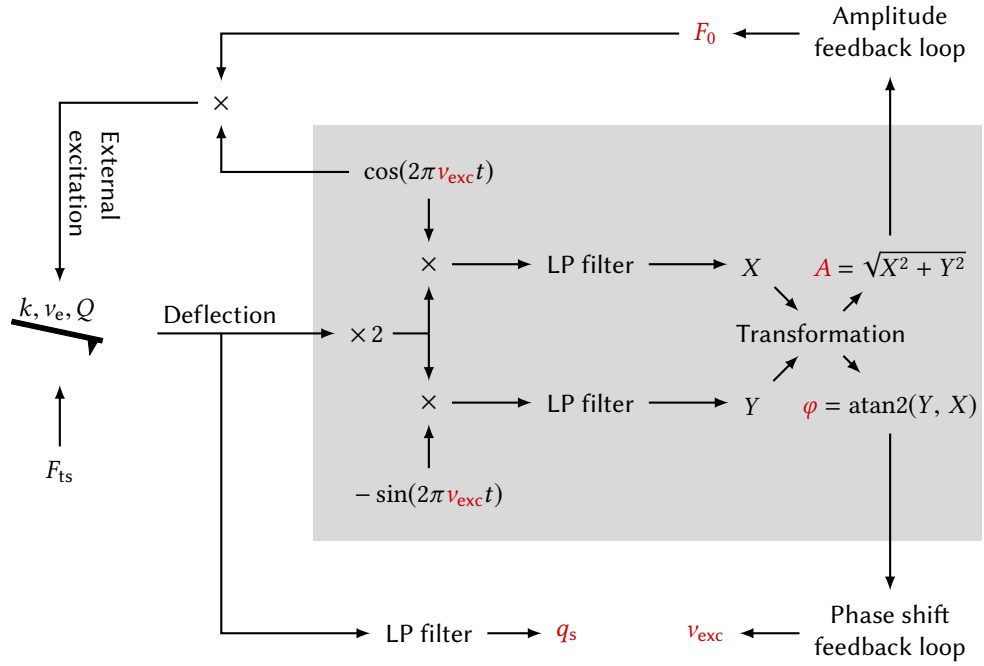 Amplitude
feedback loop
F₀
×
External
excitation
cos(2πν_exc t)
×
LP filter
X
A = √(X² + Y²)
k, ν_e, Q
Deflection
× 2
Transformation
×
LP filter
Y
φ = atan2(Y, X)
F_ts
− sin(2πν_exc t)
LP filter
q_s
ν_exc
Phase shift
feedback loop